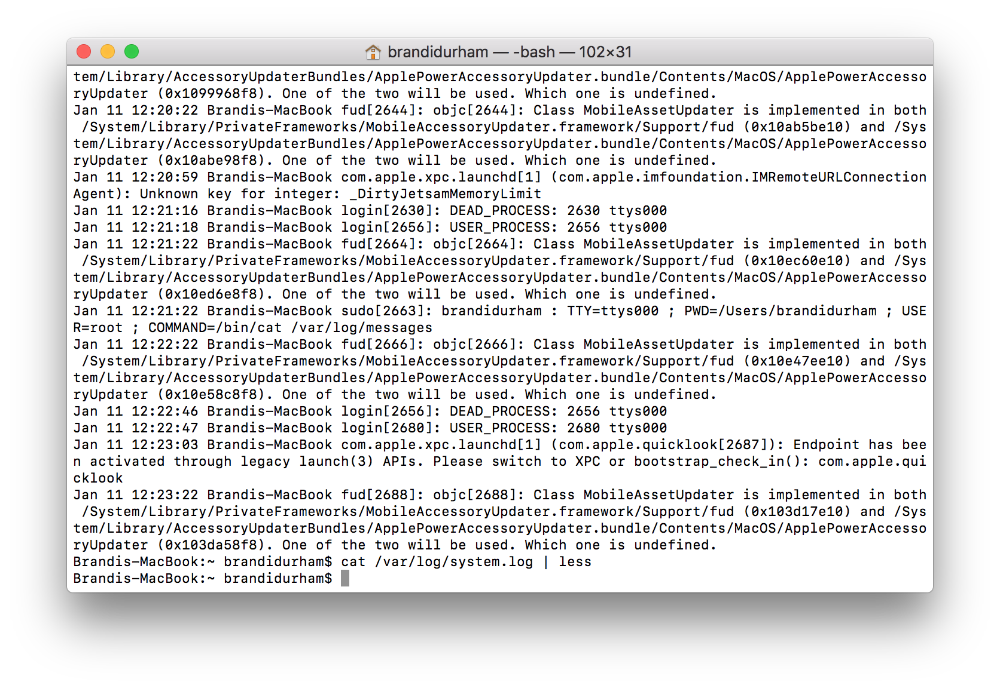 brandidurham — -bash — 102×31
tem/Library/AccessoryUpdaterBundles/ApplePowerAccessoryUpdater.bundle/Contents/MacOS/ApplePowerAccesso
ryUpdater (0x1099968f8). One of the two will be used. Which one is undefined.
Jan 11 12:20:22 Brandis-MacBook fud[2644]: objc[2644]: Class MobileAssetUpdater is implemented in both
 /System/Library/PrivateFrameworks/MobileAccessoryUpdater.framework/Support/fud (0x10ab5be10) and /Sys
tem/Library/AccessoryUpdaterBundles/ApplePowerAccessoryUpdater.bundle/Contents/MacOS/ApplePowerAccesso
ryUpdater (0x10abe98f8). One of the two will be used. Which one is undefined.
Jan 11 12:20:59 Brandis-MacBook com.apple.xpc.launchd[1] (com.apple.imfoundation.IMRemoteURLConnection
Agent): Unknown key for integer: _DirtyJetsamMemoryLimit
Jan 11 12:21:16 Brandis-MacBook login[2630]: DEAD_PROCESS: 2630 ttys000
Jan 11 12:21:18 Brandis-MacBook login[2656]: USER_PROCESS: 2656 ttys000
Jan 11 12:21:22 Brandis-MacBook fud[2664]: objc[2664]: Class MobileAssetUpdater is implemented in both
 /System/Library/PrivateFrameworks/MobileAccessoryUpdater.framework/Support/fud (0x10ec60e10) and /Sys
tem/Library/AccessoryUpdaterBundles/ApplePowerAccessoryUpdater.bundle/Contents/MacOS/ApplePowerAccesso
ryUpdater (0x10ed6e8f8). One of the two will be used. Which one is undefined.
Jan 11 12:21:22 Brandis-MacBook sudo[2663]: brandidurham : TTY=ttys000 ; PWD=/Users/brandidurham ; USE
R=root ; COMMAND=/bin/cat /var/log/messages
Jan 11 12:22:22 Brandis-MacBook fud[2666]: objc[2666]: Class MobileAssetUpdater is implemented in both
 /System/Library/PrivateFrameworks/MobileAccessoryUpdater.framework/Support/fud (0x10e47ee10) and /Sys
tem/Library/AccessoryUpdaterBundles/ApplePowerAccessoryUpdater.bundle/Contents/MacOS/ApplePowerAccesso
ryUpdater (0x10e58c8f8). One of the two will be used. Which one is undefined.
Jan 11 12:22:46 Brandis-MacBook login[2656]: DEAD_PROCESS: 2656 ttys000
Jan 11 12:22:47 Brandis-MacBook login[2680]: USER_PROCESS: 2680 ttys000
Jan 11 12:23:03 Brandis-MacBook com.apple.xpc.launchd[1] (com.apple.quicklook[2687]): Endpoint has bee
n activated through legacy launch(3) APIs. Please switch to XPC or bootstrap_check_in(): com.apple.qui
cklook
Jan 11 12:23:22 Brandis-MacBook fud[2688]: objc[2688]: Class MobileAssetUpdater is implemented in both
 /System/Library/PrivateFrameworks/MobileAccessoryUpdater.framework/Support/fud (0x103d17e10) and /Sys
tem/Library/AccessoryUpdaterBundles/ApplePowerAccessoryUpdater.bundle/Contents/MacOS/ApplePowerAccesso
ryUpdater (0x103da58f8). One of the two will be used. Which one is undefined.
Brandis-MacBook:~ brandidurham$ cat /var/log/system.log | less
Brandis-MacBook:~ brandidurham$